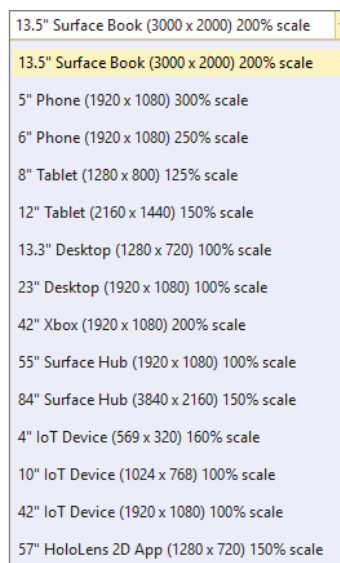 13.5" Surface Book (3000 x 2000) 200% scale
13.5" Surface Book (3000 x 2000) 200% scale
5" Phone (1920 x 1080) 300% scale
6" Phone (1920 x 1080) 250% scale
8" Tablet (1280 x 800) 125% scale
12" Tablet (2160 x 1440) 150% scale
13.3" Desktop (1280 x 720) 100% scale
23" Desktop (1920 x 1080) 100% scale
42" Xbox (1920 x 1080) 200% scale
55" Surface Hub (1920 x 1080) 100% scale
84" Surface Hub (3840 x 2160) 150% scale
4" IoT Device (569 x 320) 160% scale
10" IoT Device (1024 x 768) 100% scale
42" IoT Device (1920 x 1080) 100% scale
57" HoloLens 2D App (1280 x 720) 150% scale